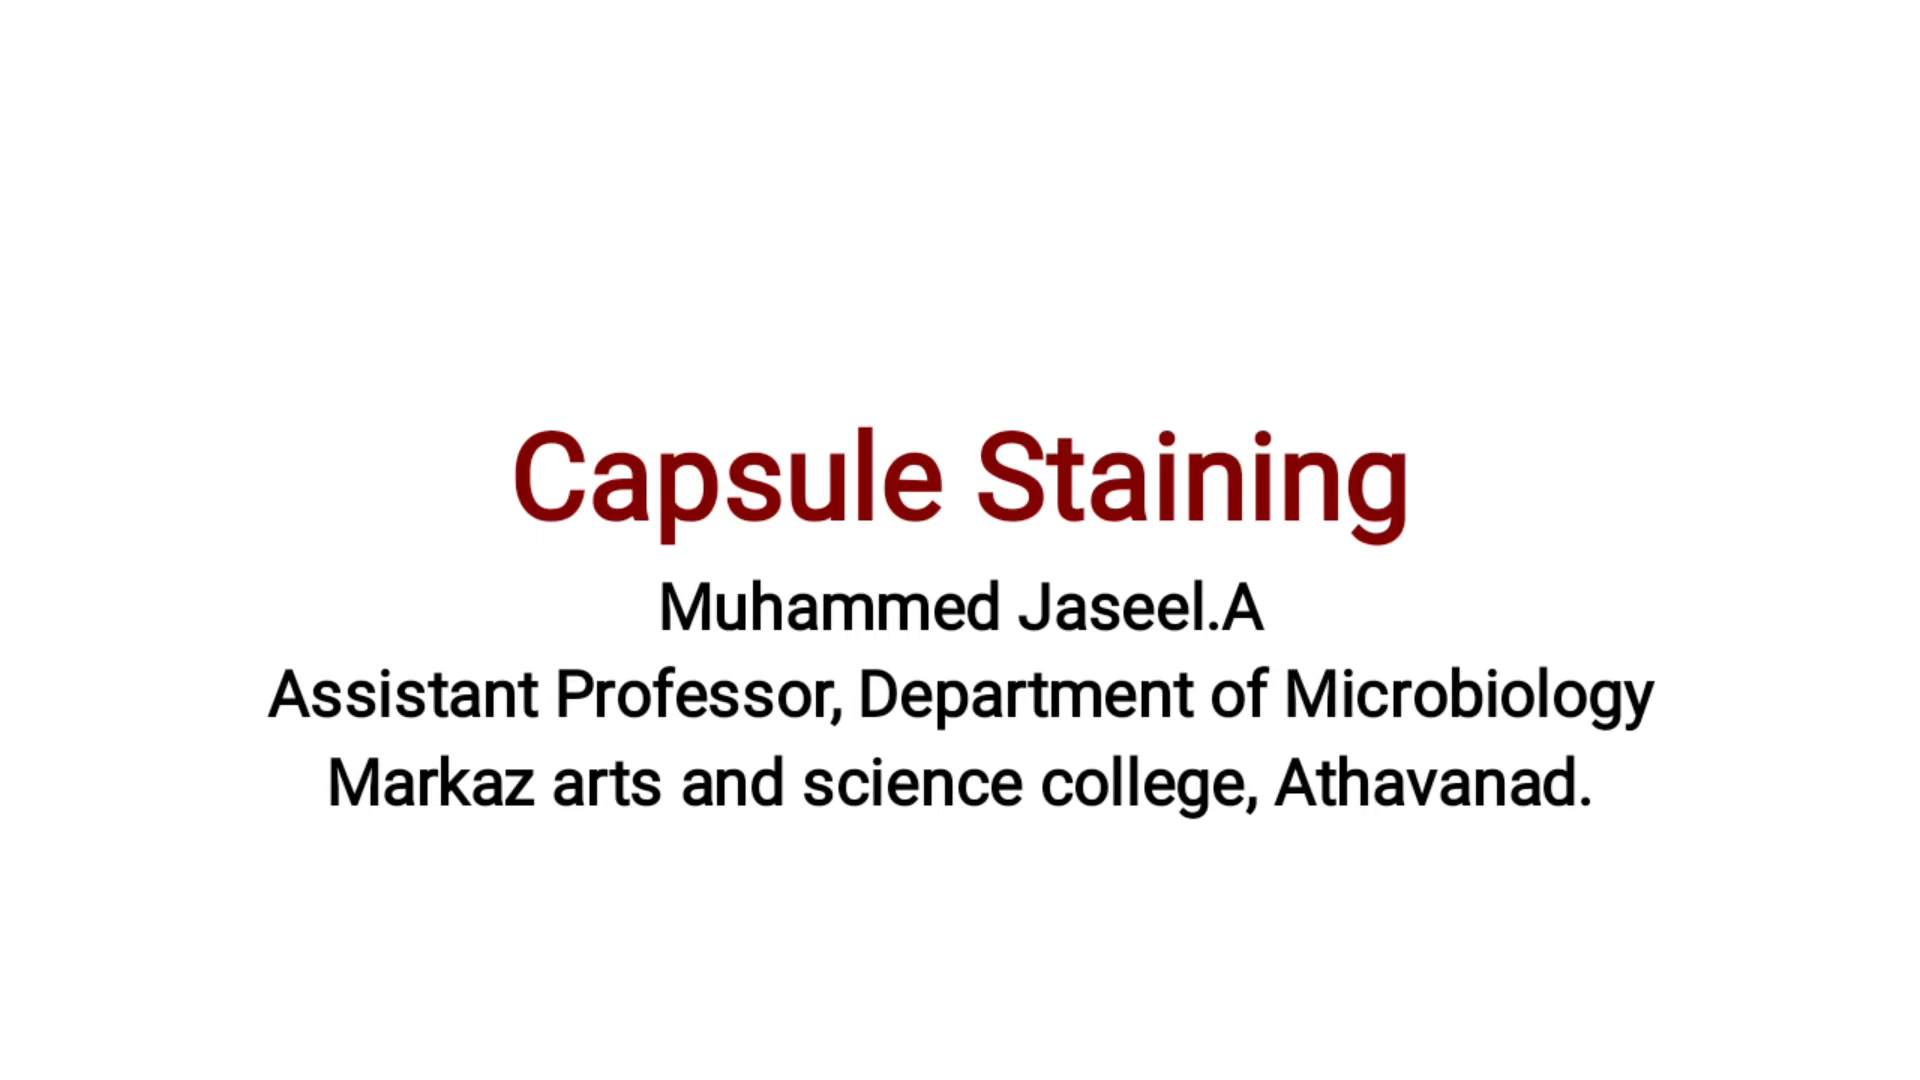 Capsule Staining
Muhammed Jaseel.A
Assistant Professor, Department of Microbiology
Markaz arts and science college, Athavanad.